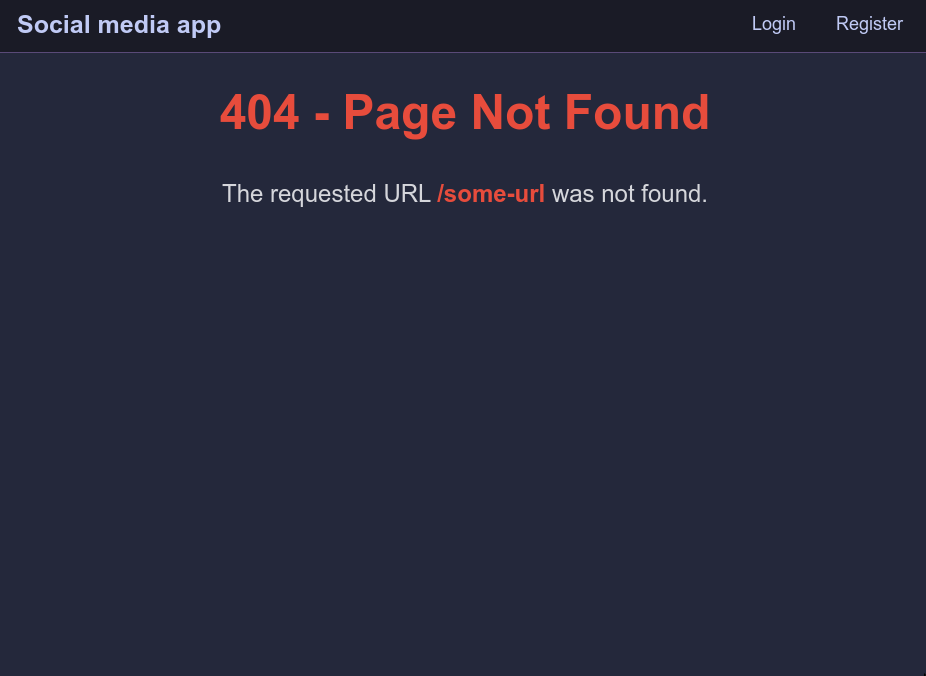 Social media app
Login
Register
404 - Page Not Found
The requested URL /some-url was not found.